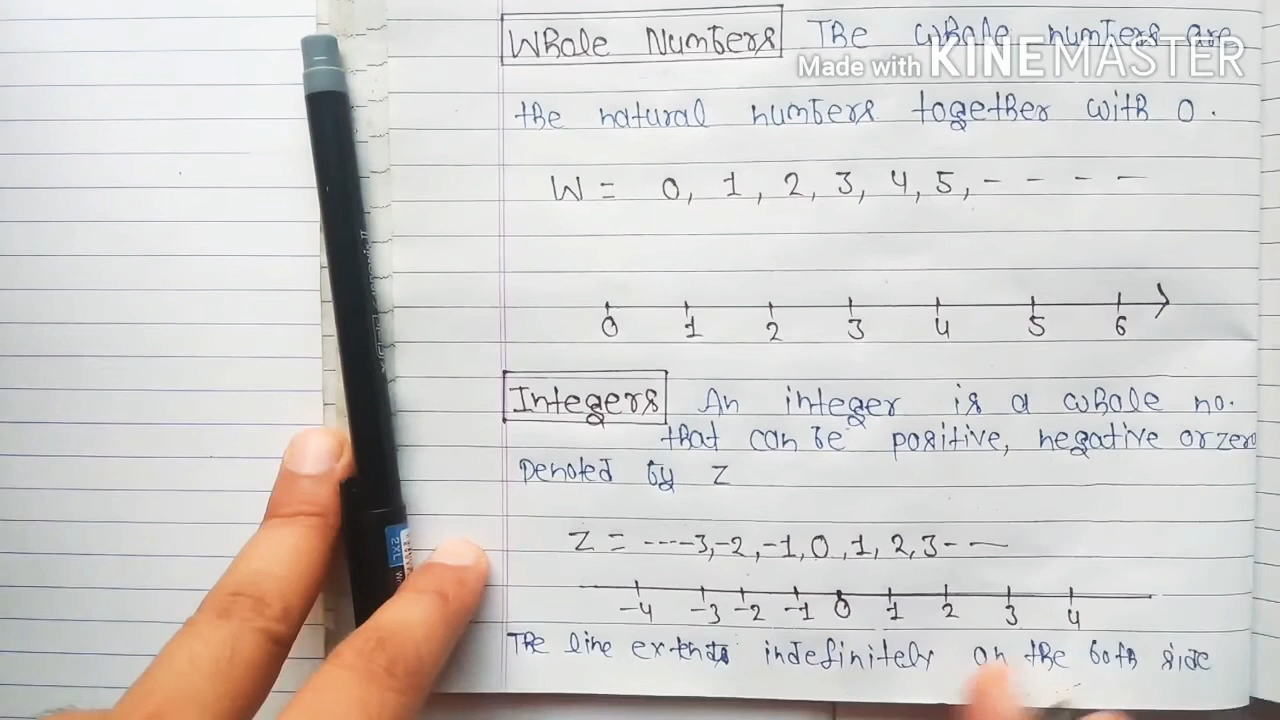 Whole Numbers The whole numbers are
Made with KINEMASTER
the natural numbers together with 0.
W = 0, 1, 2, 3, 4, 5, - - - -
0 1 2 3 4 5 6
Integers An integer is a whole no.
that can be positive, negative or zero
Denoted by Z
Z = ---- -3, -2, -1, 0, 1, 2, 3 - -
-4 -3 -2 -1 0 1 2 3 4
The line extends indefinitely on the both side
2XL